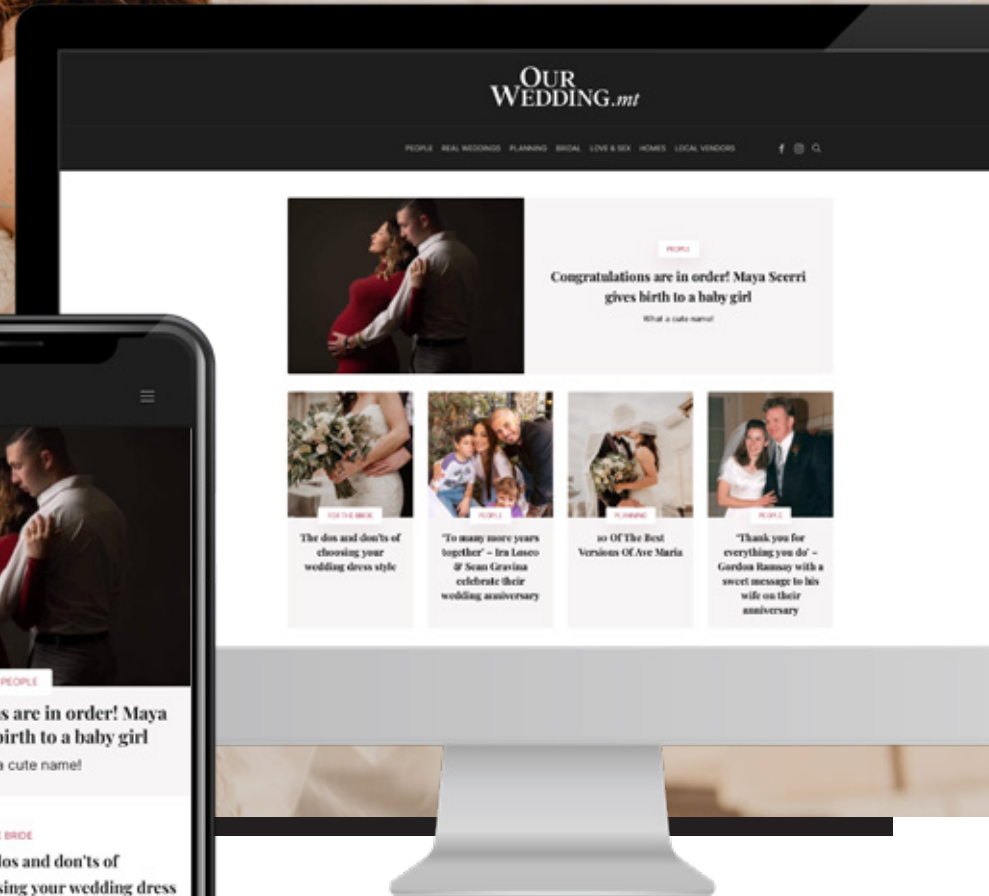 OUR
WEDDING.mt
PEOPLE REAL WEDDINGS PLANNING BRIDAL LOVE & SEX HOMES LOCAL VENDORS
PEOPLE
Congratulations are in order! Maya Scerri
gives birth to a baby girl
What a cute name!
FOR THE BRIDE
The dos and don'ts of
choosing your
wedding dress style
PEOPLE
'To many more years
together' – Ira Losco
& Sean Gravina
celebrate their
wedding anniversary
PLANNING
10 Of The Best
Versions Of Ave Maria
PEOPLE
'Thank you for
everything you do' –
Gordon Ramsay with a
sweet message to his
wife on their
anniversary
PEOPLE
s are in order! Maya
birth to a baby girl
a cute name!
E BRIDE
dos and don'ts of
sing your wedding dress